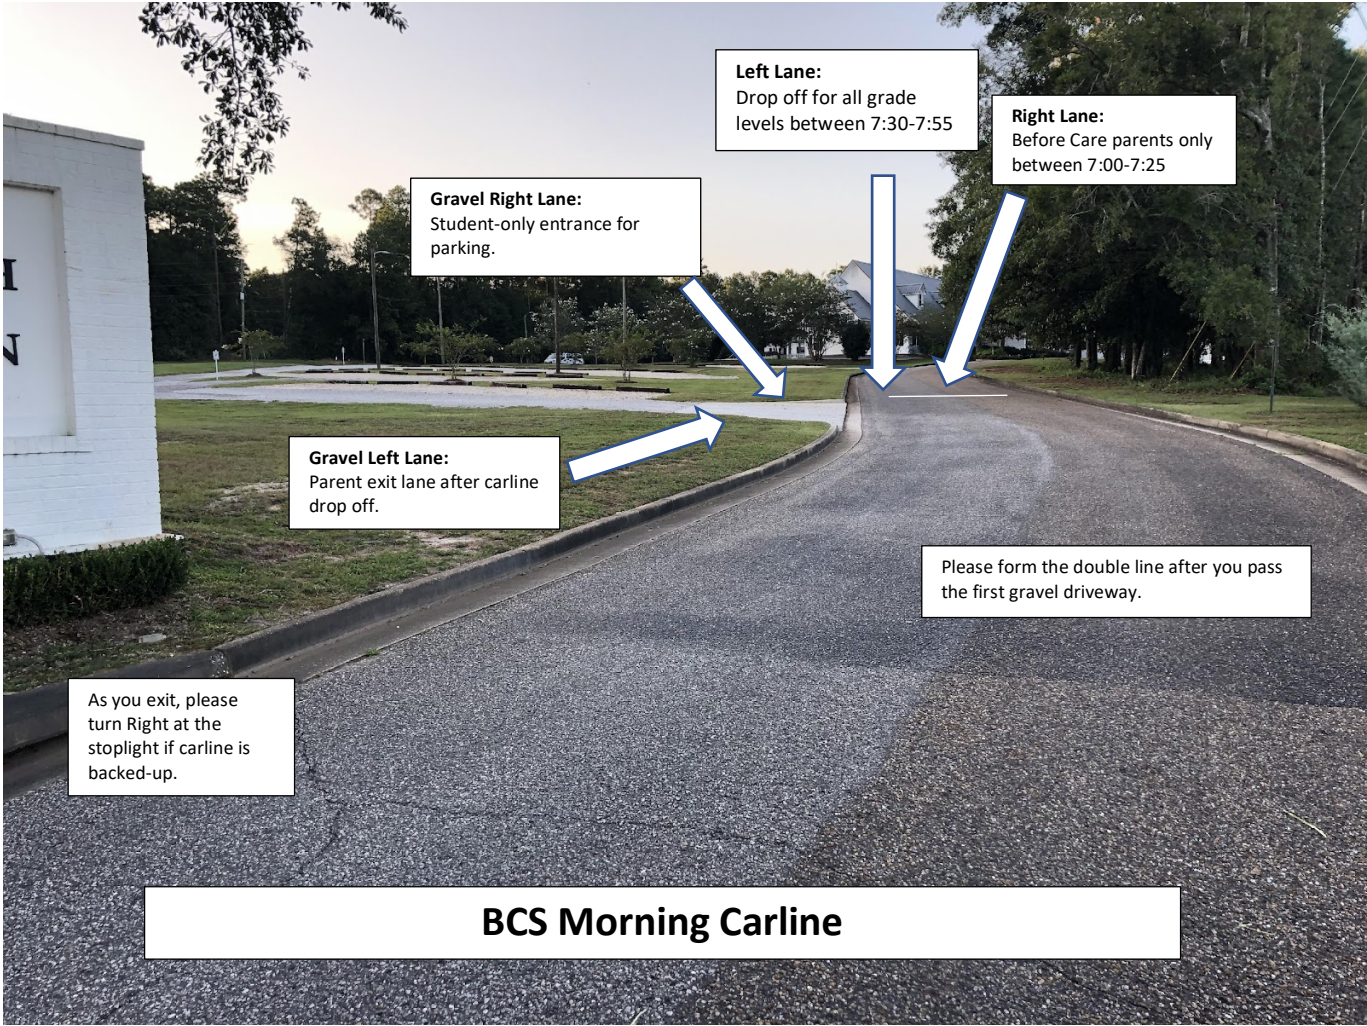 Left Lane:
Drop off for all grade
levels between 7:30-7:55
Right Lane:
Before Care parents only
between 7:00-7:25
Gravel Right Lane:
Student-only entrance for
parking.
Gravel Left Lane:
Parent exit lane after carline
drop off.
Please form the double line after you pass
the first gravel driveway.
As you exit, please
turn Right at the
stoplight if carline is
backed-up.
BCS Morning Carline